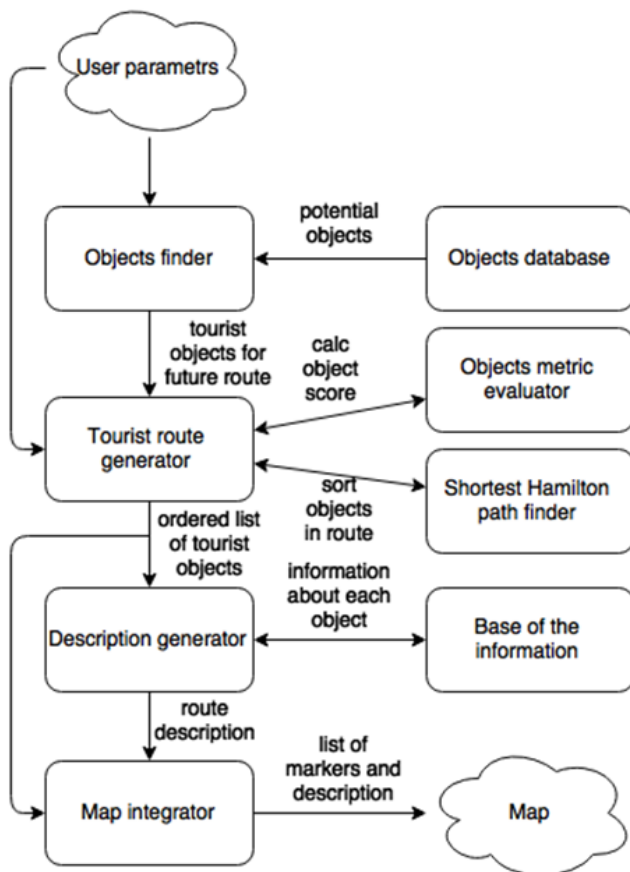 User parametrs
potential
objects
Objects finder
Objects database
tourist
objects for
future route
calc
object
score
Objects metric
evaluator
Tourist route
generator
sort
objects
in route
Shortest Hamilton
path finder
ordered list
of tourist
objects
information
about each
object
Description generator
Base of the
information
route
description
list of
markers and
description
Map integrator
Map